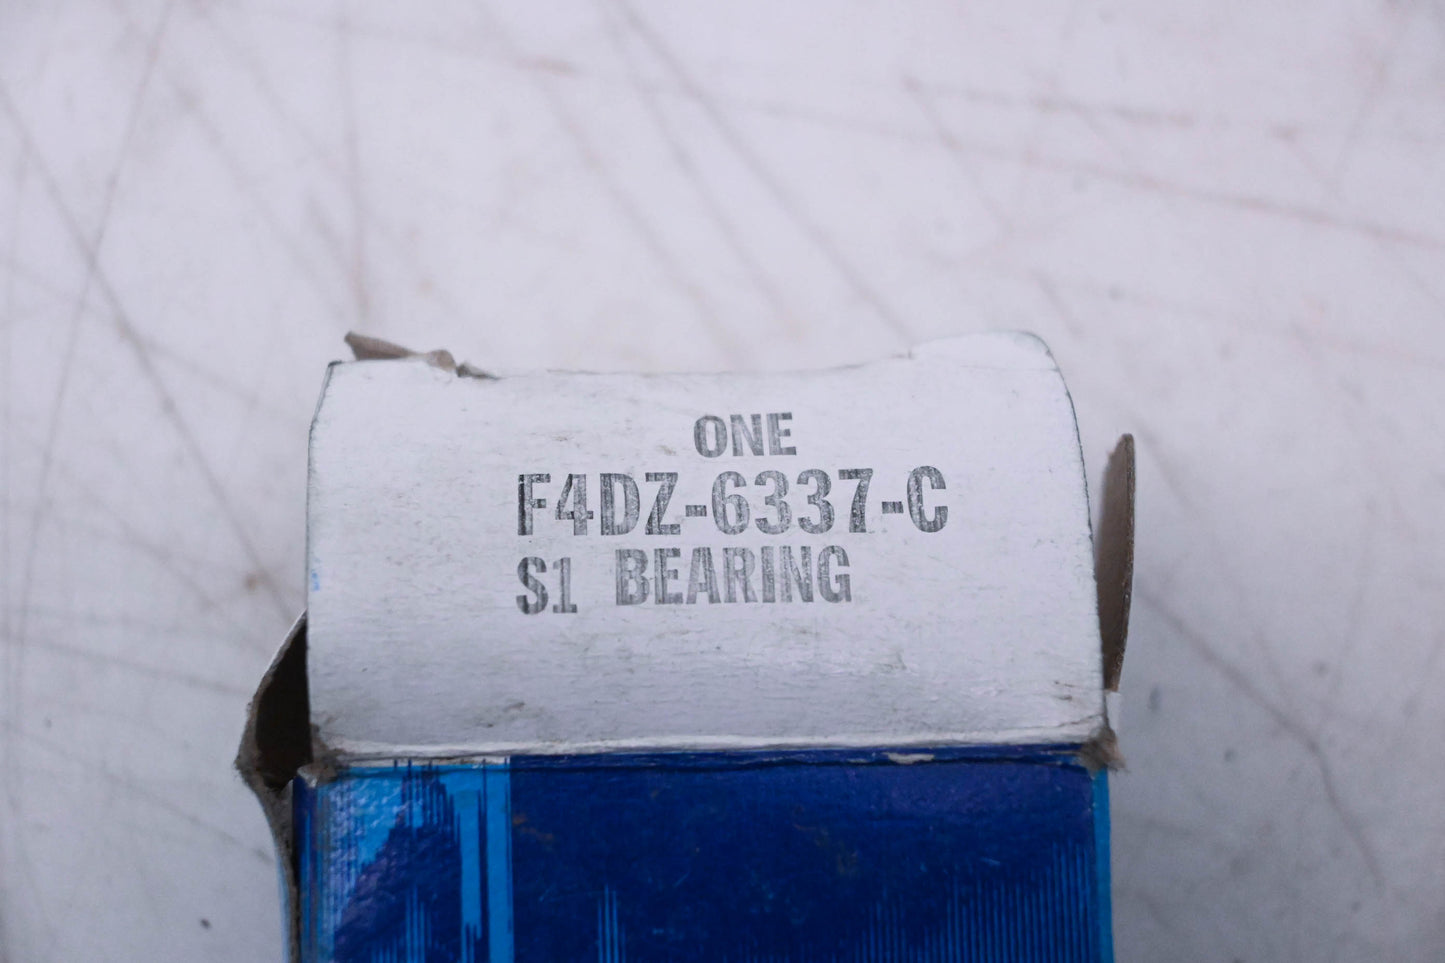 ONE
F4DZ-6337-C
S1 BEARING